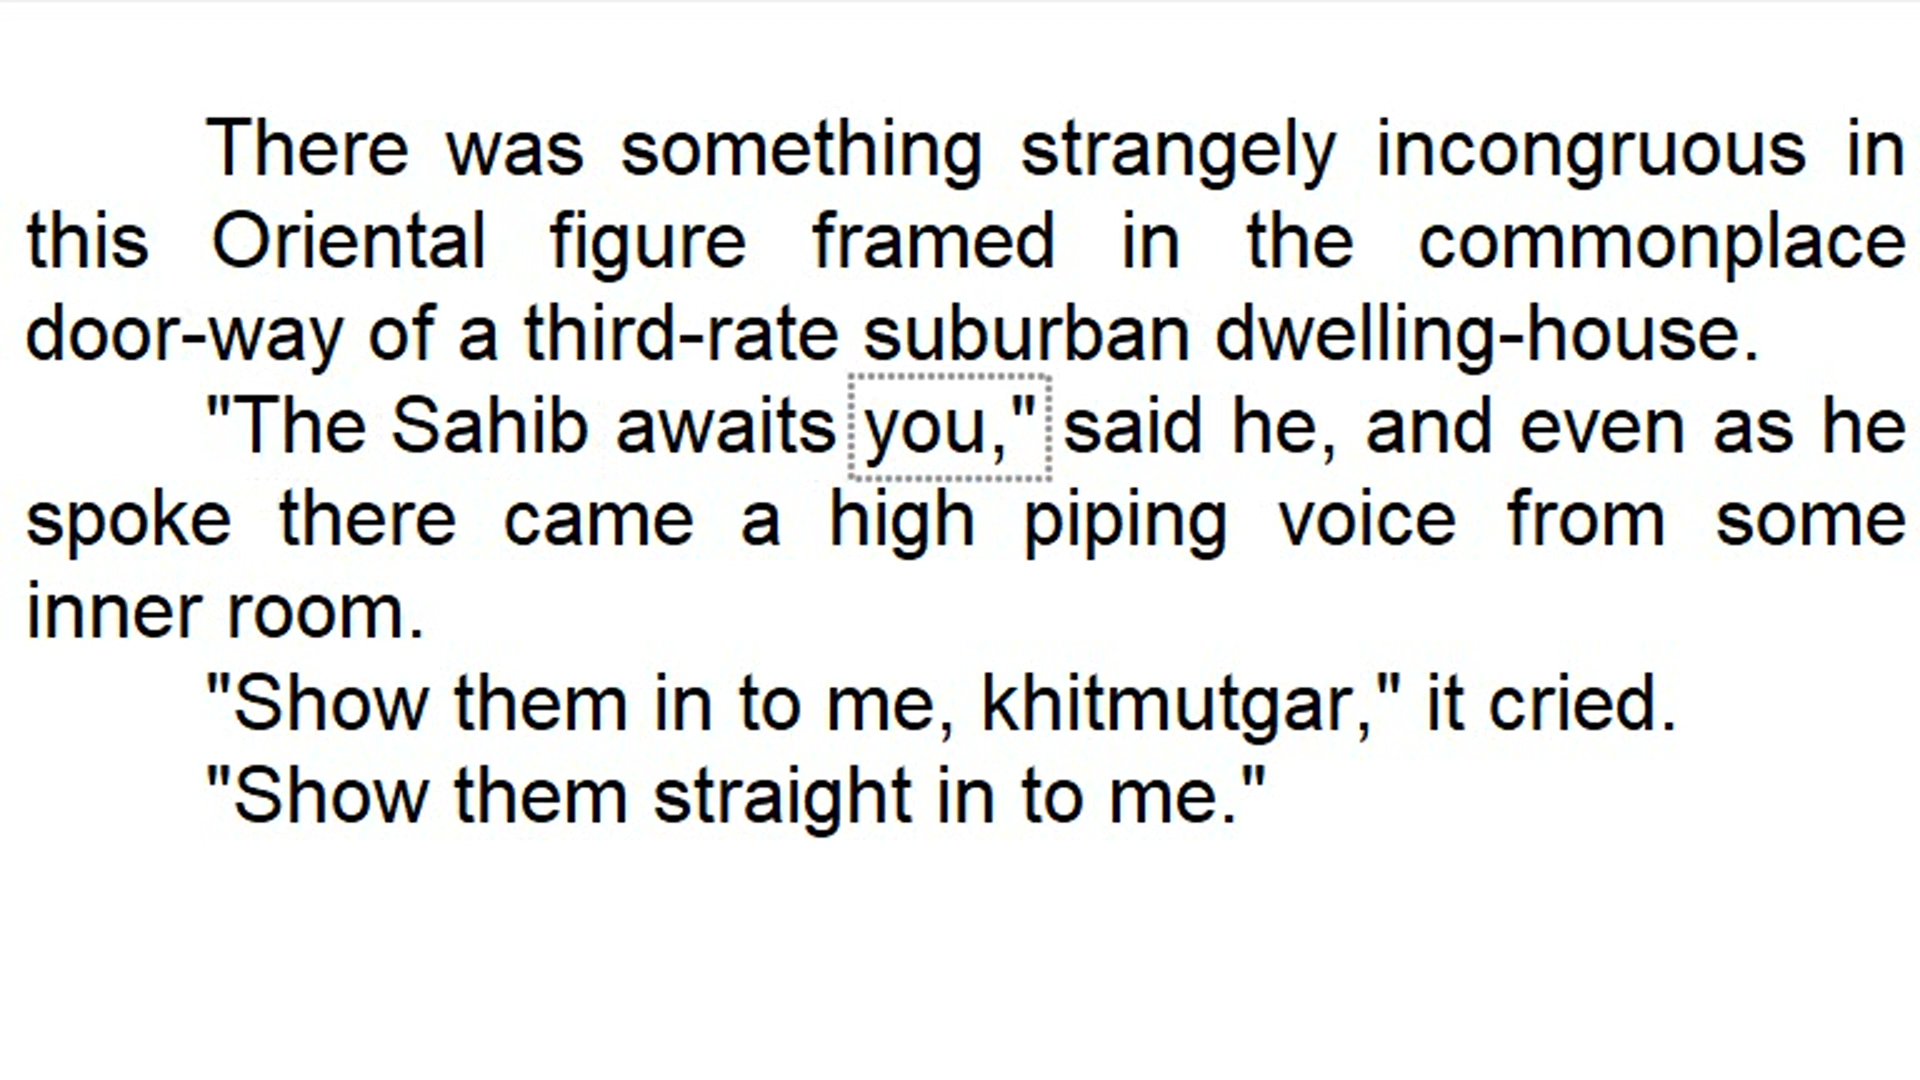 There was something strangely incongruous in
this Oriental figure framed in the commonplace
door-way of a third-rate suburban dwelling-house.
"The Sahib awaits you," said he, and even as he
spoke there came a high piping voice from some
inner room.
"Show them in to me, khitmutgar," it cried.
"Show them straight in to me."